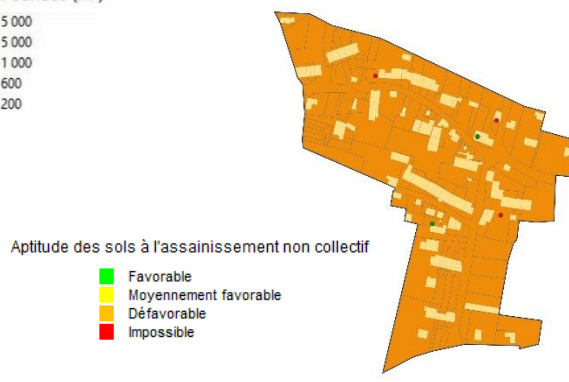 5 000
5 000
1 000
600
200
Aptitude des sols à l'assainissement non collectif
Favorable
Moyennement favorable
Défavorable
Impossible